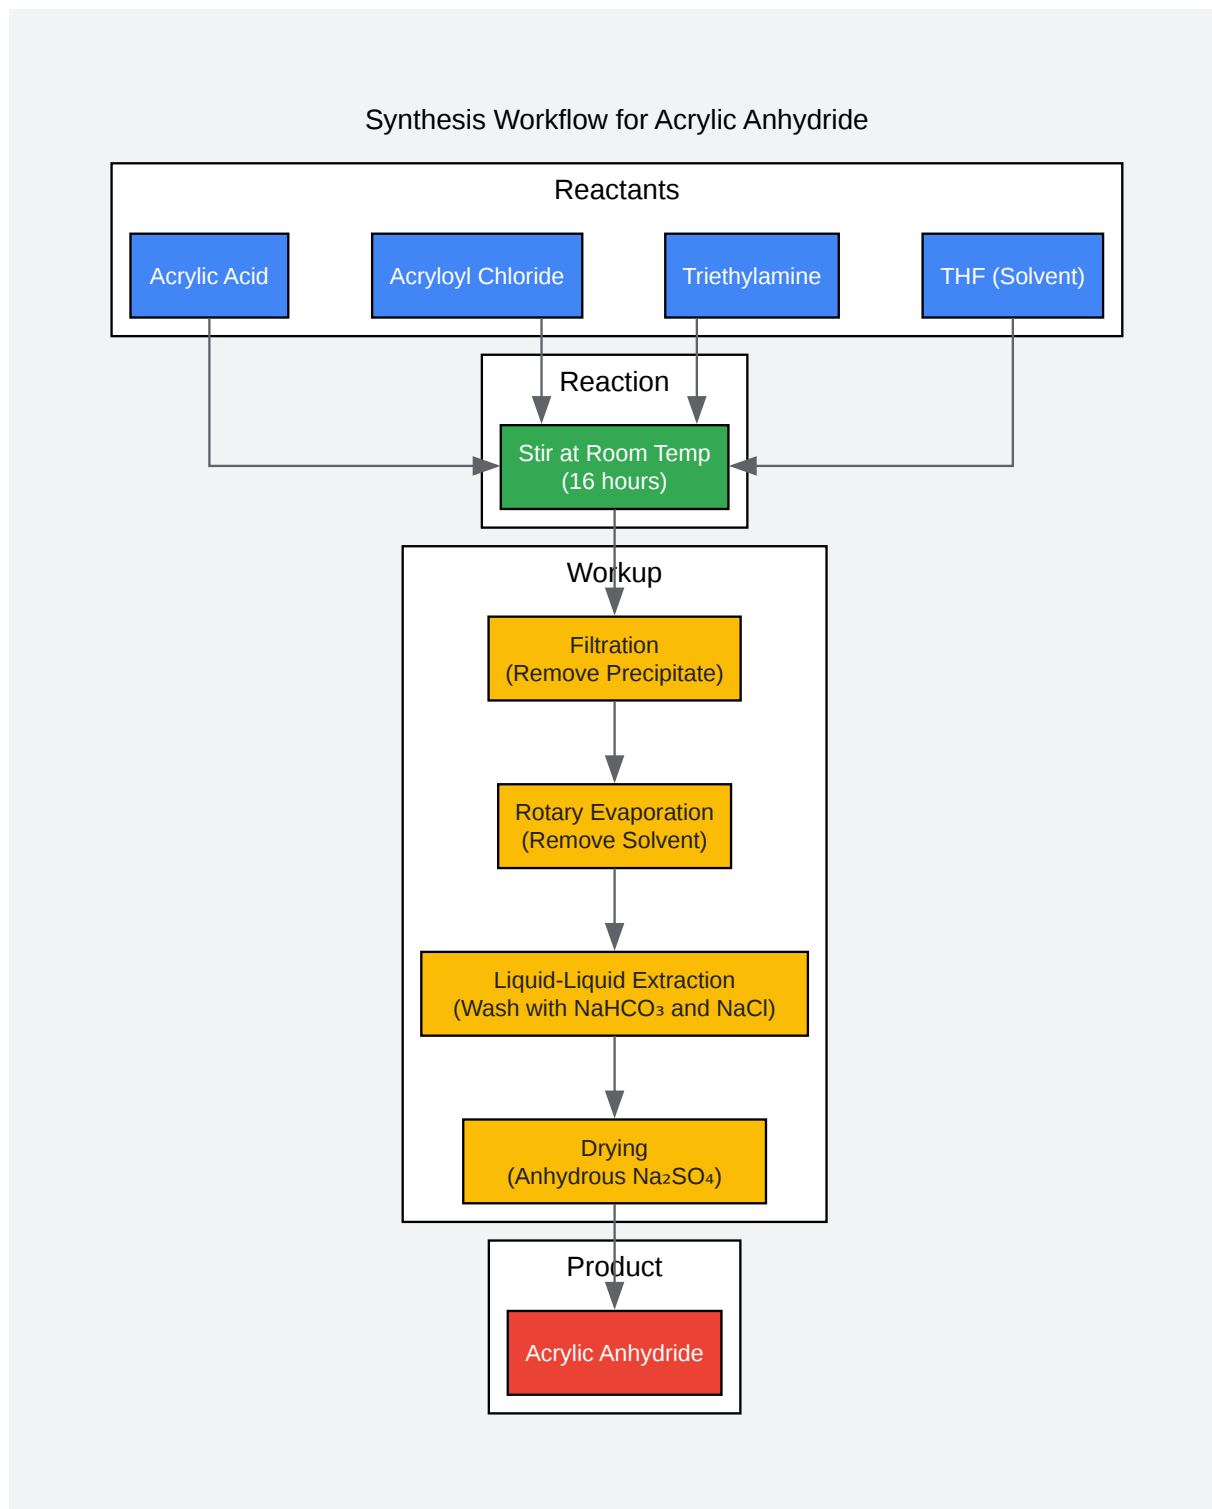 Synthesis Workflow for Acrylic Anhydride
Reactants
Acrylic Acid
Acryloyl Chloride
Triethylamine
THF (Solvent)
Reaction
Stir at Room Temp
(16 hours)
Workup
Filtration
(Remove Precipitate)
Rotary Evaporation
(Remove Solvent)
Liquid-Liquid Extraction
(Wash with NaHCO₃ and NaCl)
Drying
(Anhydrous Na₂SO₄)
Product
Acrylic Anhydride